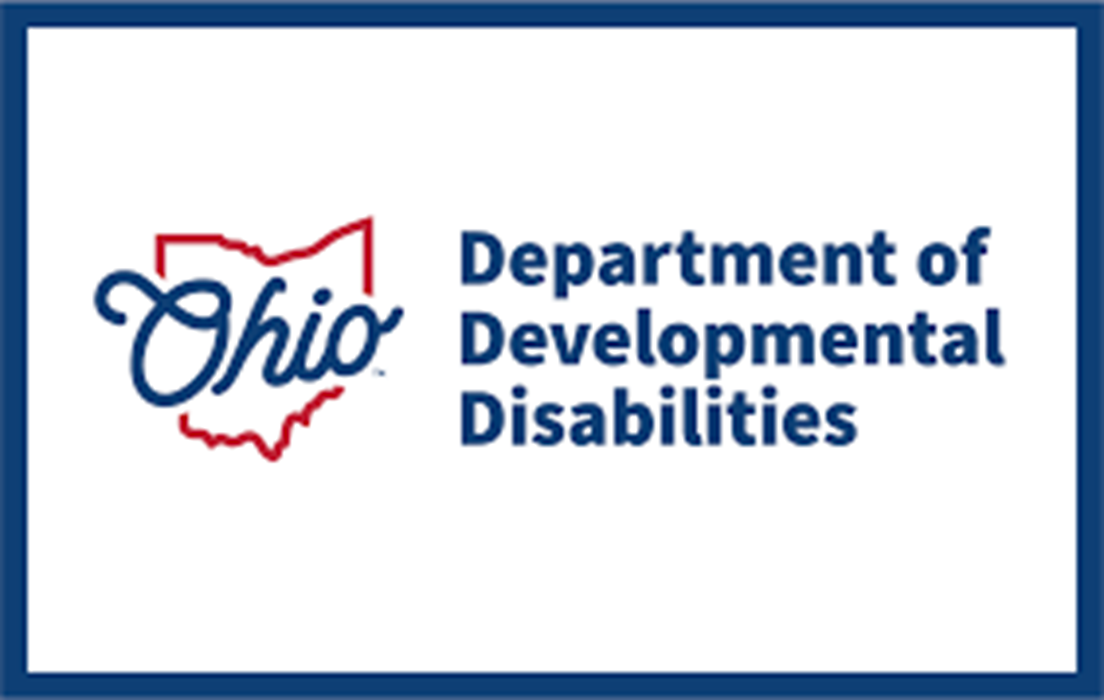 Ohio
Department of
Developmental
Disabilities